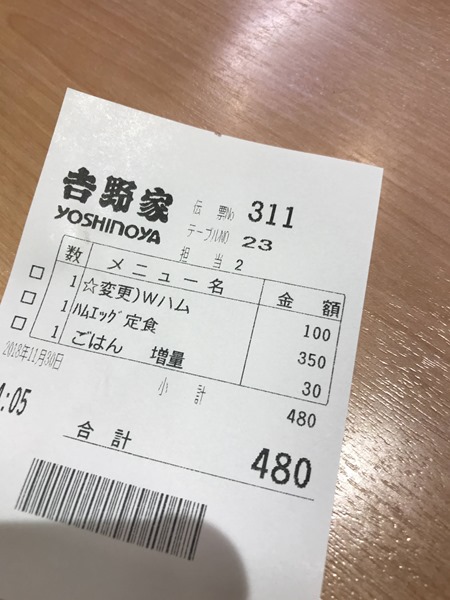 吉野家
YOSHINOYA
伝票No 311
テーブルNO 23
担当 2
数 メニュー名 金額
1 ☆変更)Wハム 100
1 ハムエッグ定食 350
1 ごはん 増量 30
2018年11月30日 小計 480
:05
合計 480